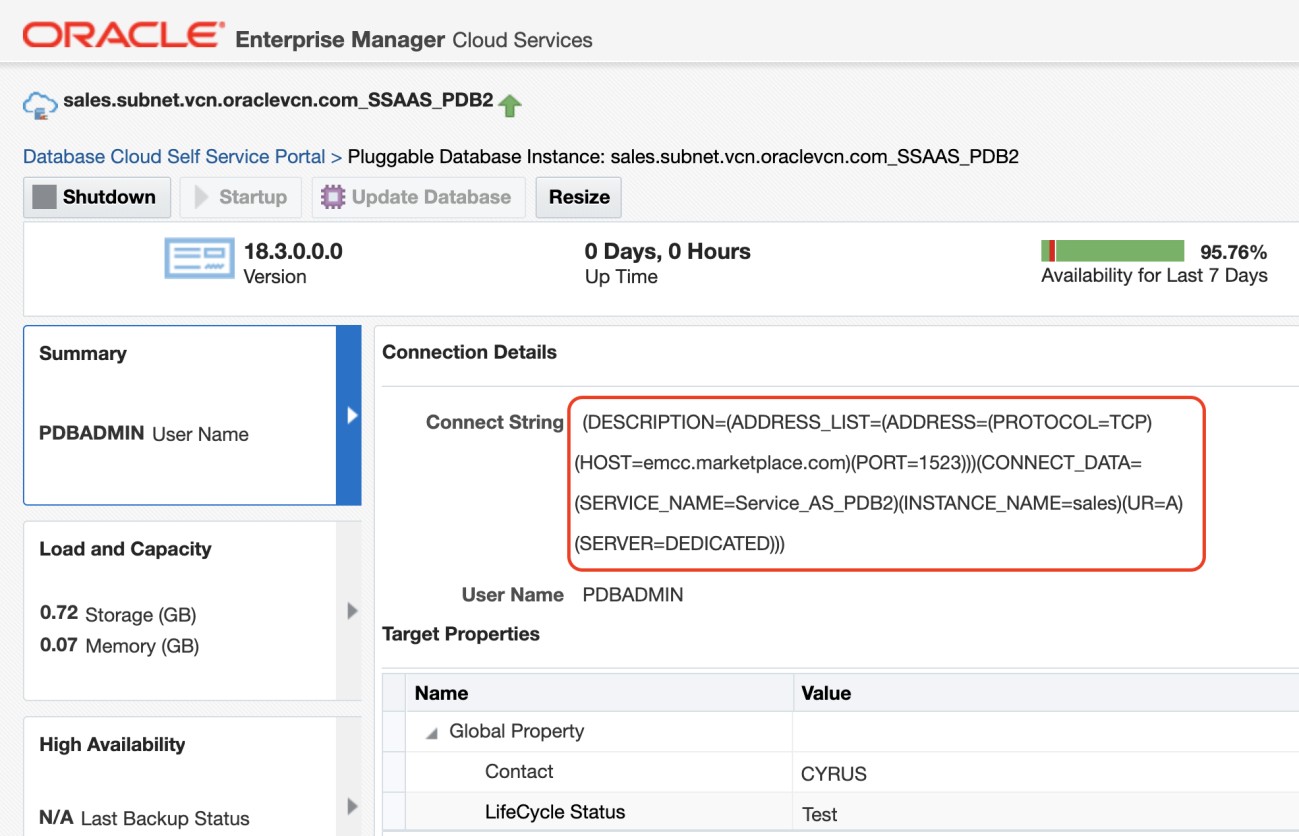 ORACLE Enterprise Manager Cloud Services
sales.subnet.vcn.oraclevcn.com_SSAAS_PDB2
Database Cloud Self Service Portal > Pluggable Database Instance: sales.subnet.vcn.oraclevcn.com_SSAAS_PDB2
Shutdown Startup Update Database Resize
18.3.0.0.0
Version
0 Days, 0 Hours
Up Time
95.76%
Availability for Last 7 Days
Summary
PDBADMIN User Name
Load and Capacity
0.72 Storage (GB)
0.07 Memory (GB)
High Availability
N/A Last Backup Status
Connection Details
Connect String (DESCRIPTION=(ADDRESS_LIST=(ADDRESS=(PROTOCOL=TCP)
(HOST=emcc.marketplace.com)(PORT=1523)))(CONNECT_DATA=
(SERVICE_NAME=Service_AS_PDB2)(INSTANCE_NAME=sales)(UR=A)
(SERVER=DEDICATED)))
User Name PDBADMIN
Target Properties
Name Value
Global Property
Contact CYRUS
LifeCycle Status Test